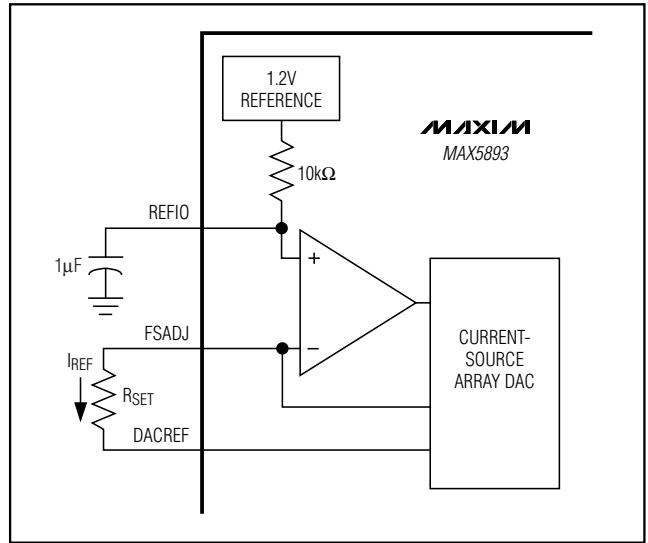 1.2V
REFERENCE
MAXIM
MAX5893
10kΩ
REFIO
1μF
+
FSADJ
−
IREF
RSET
DACREF
CURRENT-
SOURCE
ARRAY DAC